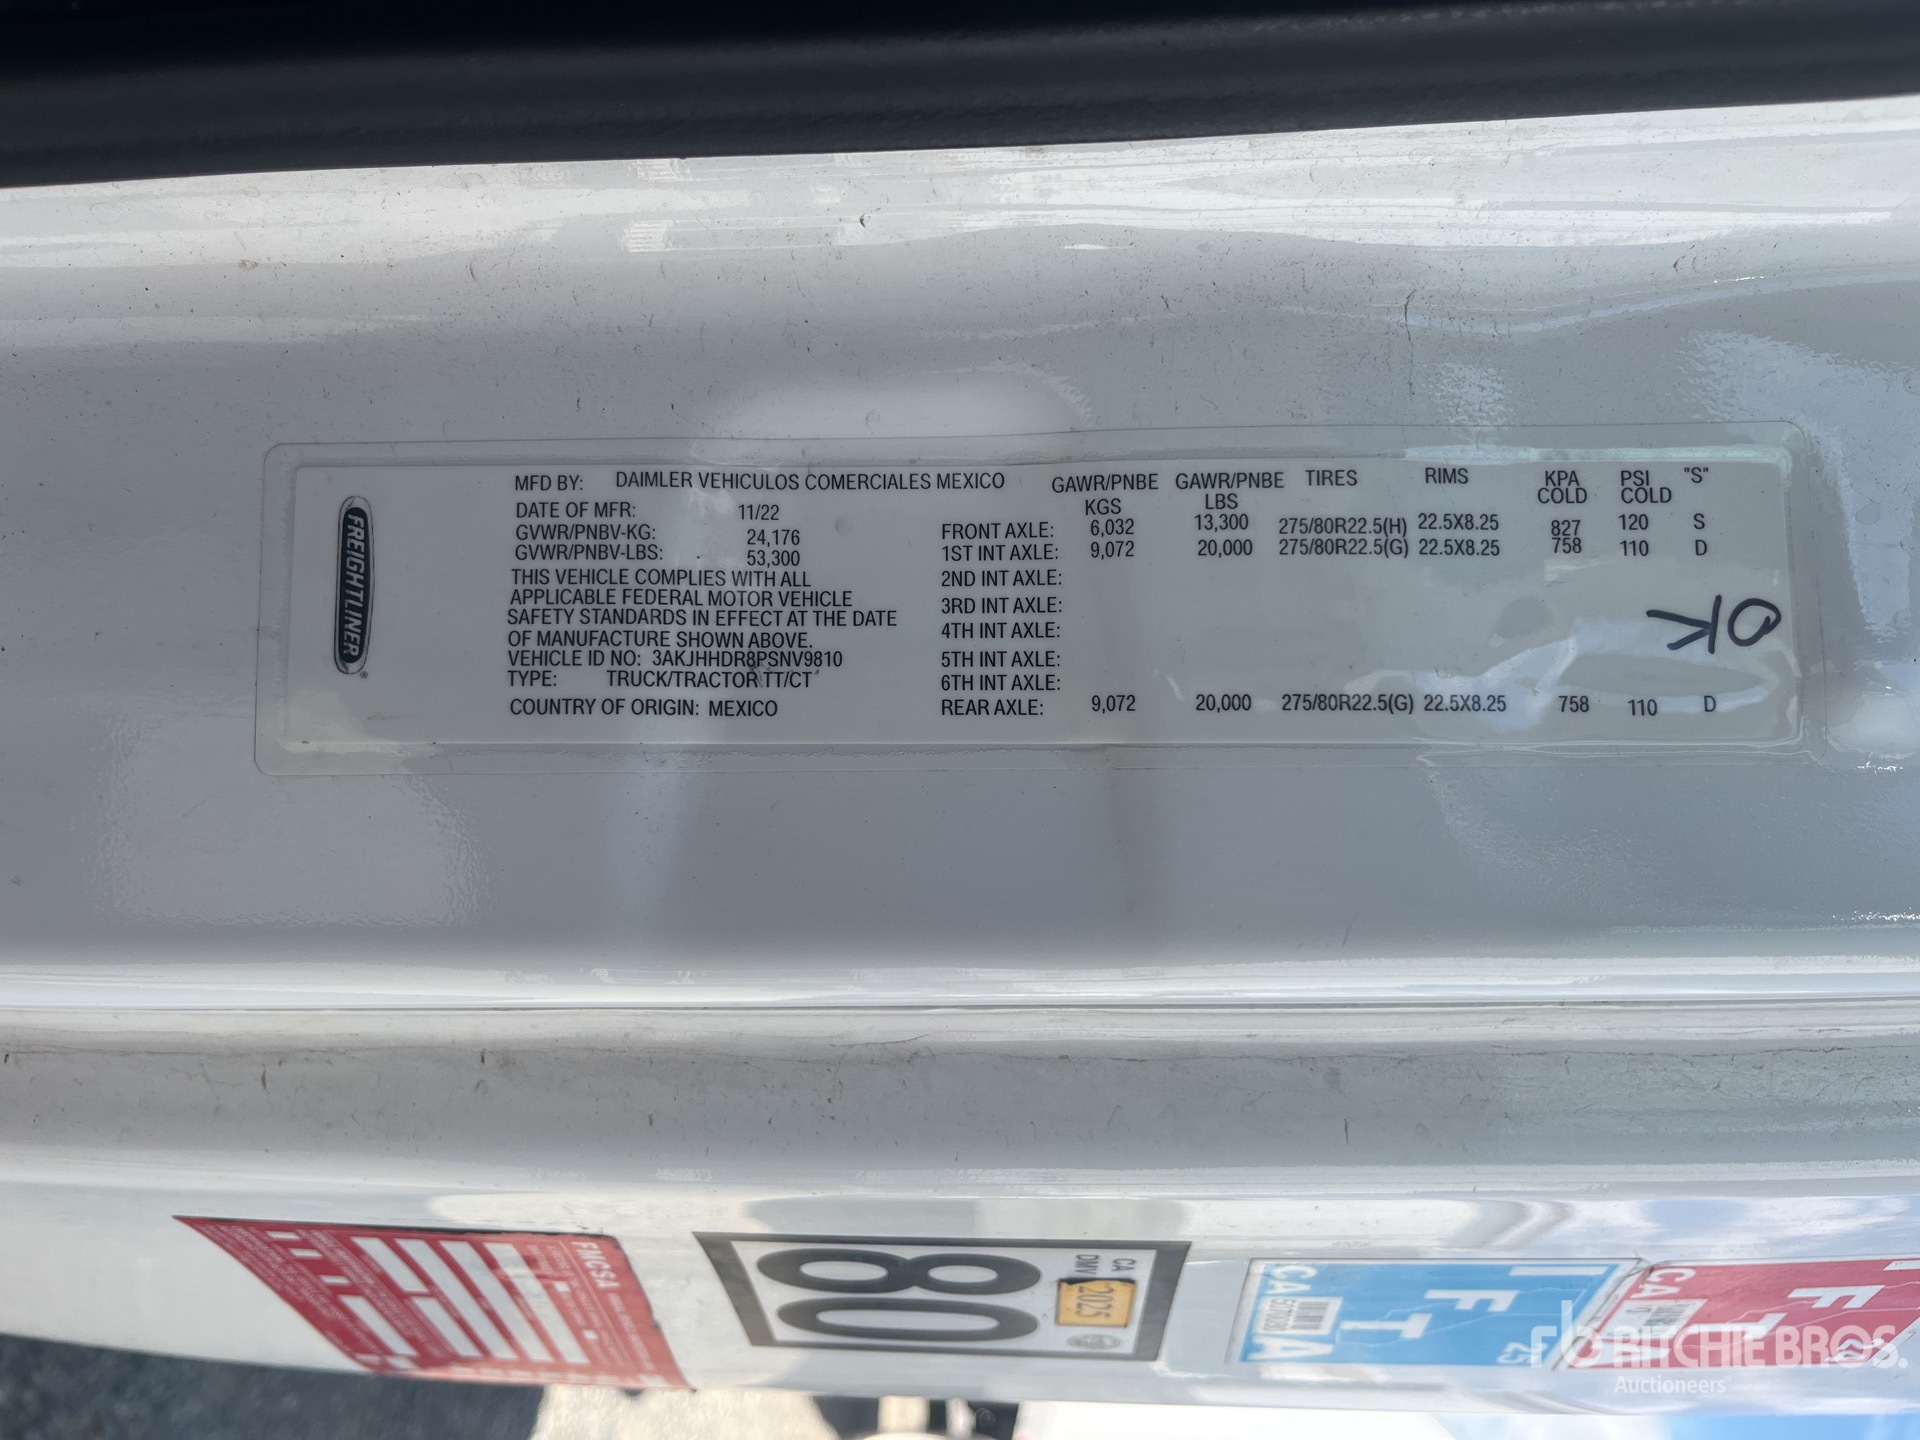 FREIGHTLINER®
MFD BY: DAIMLER VEHICULOS COMERCIALES MEXICO
DATE OF MFR: 11/22
GVWR/PNBV-KG: 24,176
GVWR/PNBV-LBS: 53,300
THIS VEHICLE COMPLIES WITH ALL
APPLICABLE FEDERAL MOTOR VEHICLE
SAFETY STANDARDS IN EFFECT AT THE DATE
OF MANUFACTURE SHOWN ABOVE.
VEHICLE ID NO: 3AKJHHDR8PSNV9810
TYPE: TRUCK/TRACTOR TT/CT
COUNTRY OF ORIGIN: MEXICO
GAWR/PNBE GAWR/PNBE TIRES RIMS KPA PSI "S"
KGS LBS COLD COLD
FRONT AXLE: 6,032 13,300 275/80R22.5(H) 22.5X8.25 827 120 S
1ST INT AXLE: 9,072 20,000 275/80R22.5(G) 22.5X8.25 758 110 D
2ND INT AXLE:
3RD INT AXLE:
4TH INT AXLE:
5TH INT AXLE:
6TH INT AXLE:
REAR AXLE: 9,072 20,000 275/80R22.5(G) 22.5X8.25 758 110 D
OK
FMCSA
80
CA
DMV
2025
IFT
CA
25
CA
RITCHIE BROS.
Auctioneers